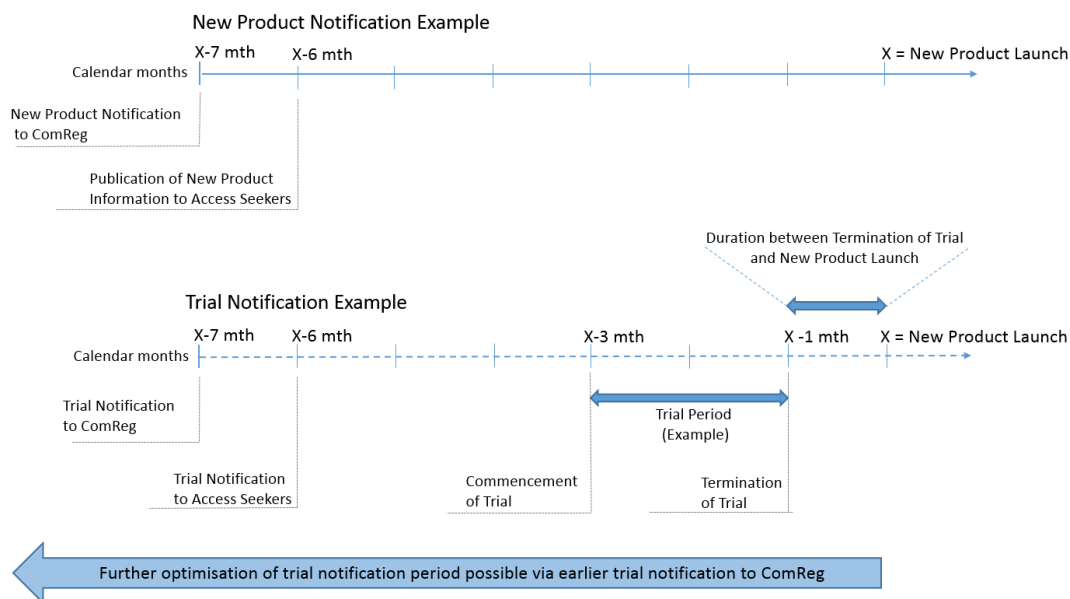 New Product Notification Example
X-7 mth
X-6 mth
X = New Product Launch
Calendar months
New Product Notification
to ComReg
Publication of New Product
Information to Access Seekers
Duration between Termination of Trial
and New Product Launch
Trial Notification Example
X-7 mth
X-6 mth
X-3 mth
X -1 mth
X = New Product Launch
Calendar months
Trial Notification
to ComReg
Trial Period
(Example)
Trial Notification
to Access Seekers
Commencement
of Trial
Termination
of Trial
Further optimisation of trial notification period possible via earlier trial notification to ComReg